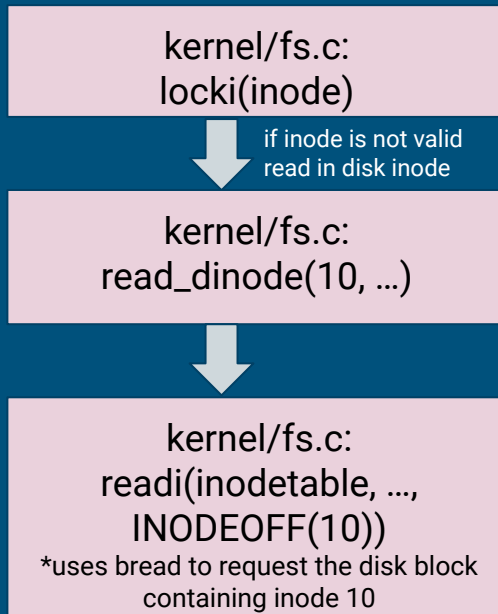 kernel/fs.c:
locki(inode)
if inode is not valid
read in disk inode
kernel/fs.c:
read_dinode(10, …)
kernel/fs.c:
readi(inodetable, …,
INODEOFF(10))
*uses bread to request the disk block
containing inode 10